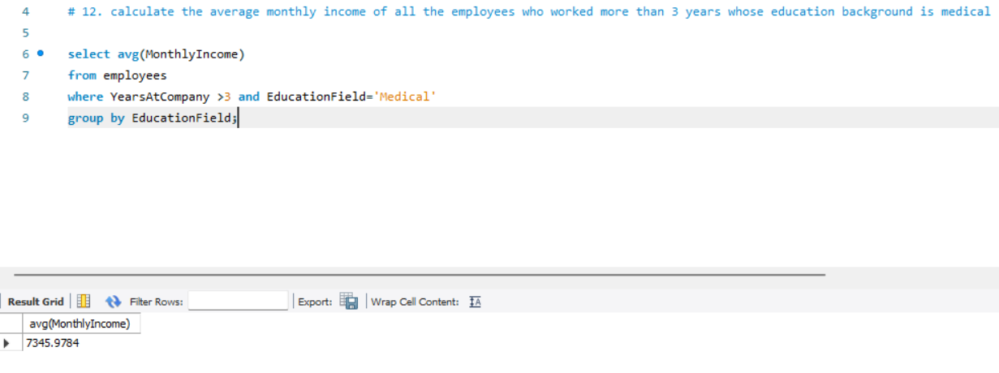 4 # 12. calculate the average monthly income of all the employees who worked more than 3 years whose education background is medical
5
6 select avg(MonthlyIncome)
7 from employees
8 where YearsAtCompany >3 and EducationField='Medical'
9 group by EducationField;
Result Grid Filter Rows: Export: Wrap Cell Content: IA
avg(MonthlyIncome)
7345.9784